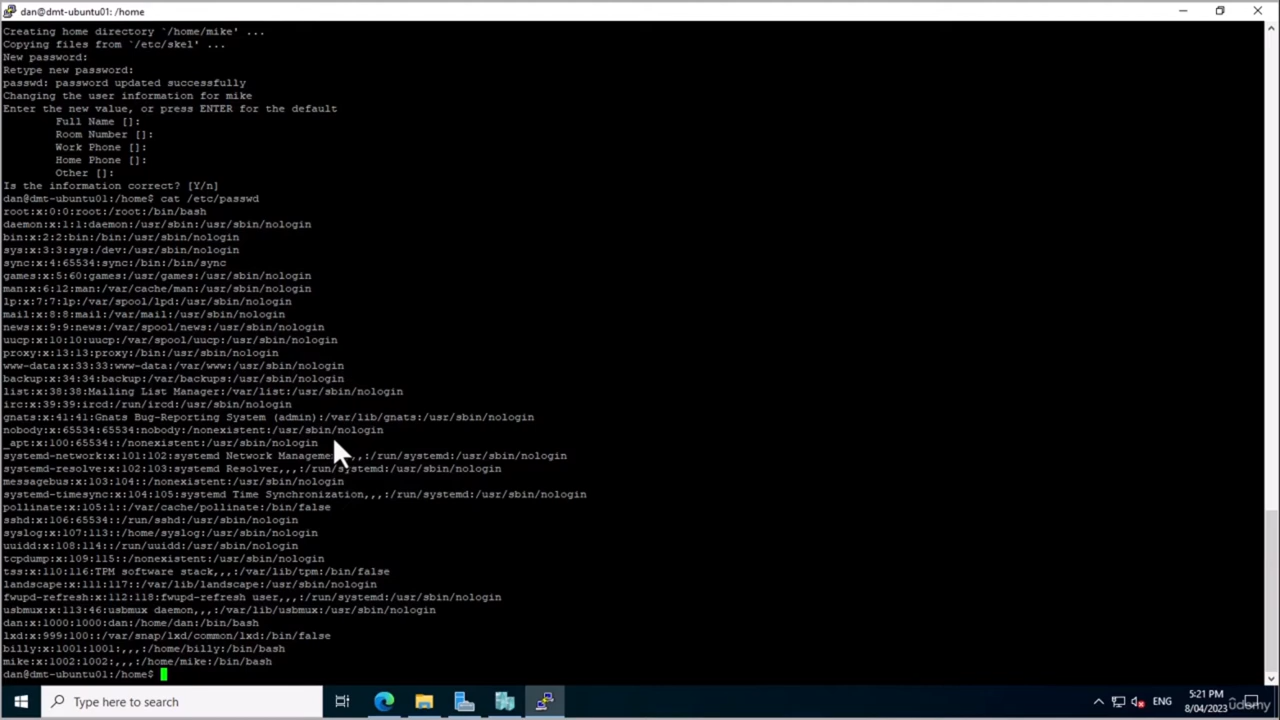 dan@dmt-ubuntu01: /home
Creating home directory `/home/mike' ...
Copying files from `/etc/skel' ...
New password:
Retype new password:
passwd: password updated successfully
Changing the user information for mike
Enter the new value, or press ENTER for the default
Full Name []:
Room Number []:
Work Phone []:
Home Phone []:
Other []:
Is the information correct? [Y/n]
dan@dmt-ubuntu01:/home$ cat /etc/passwd
root:x:0:0:root:/root:/bin/bash
daemon:x:1:1:daemon:/usr/sbin:/usr/sbin/nologin
bin:x:2:2:bin:/bin:/usr/sbin/nologin
sys:x:3:3:sys:/dev:/usr/sbin/nologin
sync:x:4:65534:sync:/bin:/bin/sync
games:x:5:60:games:/usr/games:/usr/sbin/nologin
man:x:6:12:man:/var/cache/man:/usr/sbin/nologin
lp:x:7:7:lp:/var/spool/lpd:/usr/sbin/nologin
mail:x:8:8:mail:/var/mail:/usr/sbin/nologin
news:x:9:9:news:/var/spool/news:/usr/sbin/nologin
uucp:x:10:10:uucp:/var/spool/uucp:/usr/sbin/nologin
proxy:x:13:13:proxy:/bin:/usr/sbin/nologin
www-data:x:33:33:www-data:/var/www:/usr/sbin/nologin
backup:x:34:34:backup:/var/backups:/usr/sbin/nologin
list:x:38:38:Mailing List Manager:/var/list:/usr/sbin/nologin
irc:x:39:39:ircd:/run/ircd:/usr/sbin/nologin
gnats:x:41:41:Gnats Bug-Reporting System (admin):/var/lib/gnats:/usr/sbin/nologin
nobody:x:65534:65534:nobody:/nonexistent:/usr/sbin/nologin
_apt:x:100:65534::/nonexistent:/usr/sbin/nologin
systemd-network:x:101:102:systemd Network Management,,,:/run/systemd:/usr/sbin/nologin
systemd-resolve:x:102:103:systemd Resolver,,,:/run/systemd:/usr/sbin/nologin
messagebus:x:103:104::/nonexistent:/usr/sbin/nologin
systemd-timesync:x:104:105:systemd Time Synchronization,,,:/run/systemd:/usr/sbin/nologin
pollinate:x:105:1::/var/cache/pollinate:/bin/false
sshd:x:106:65534::/run/sshd:/usr/sbin/nologin
syslog:x:107:113::/home/syslog:/usr/sbin/nologin
uuidd:x:108:114::/run/uuidd:/usr/sbin/nologin
tcpdump:x:109:115::/nonexistent:/usr/sbin/nologin
tss:x:110:116:TPM software stack,,,:/var/lib/tpm:/bin/false
landscape:x:111:117::/var/lib/landscape:/usr/sbin/nologin
fwupd-refresh:x:112:118:fwupd-refresh user,,,:/run/systemd:/usr/sbin/nologin
usbmux:x:113:46:usbmux daemon,,,:/var/lib/usbmux:/usr/sbin/nologin
dan:x:1000:1000:dan:/home/dan:/bin/bash
lxd:x:999:100::/var/snap/lxd/common/lxd:/bin/false
billy:x:1001:1001:,,,:/home/billy:/bin/bash
mike:x:1002:1002:,,,:/home/mike:/bin/bash
dan@dmt-ubuntu01:/home$
Type here to search
ENG
5:21 PM
8/04/2023
udemy